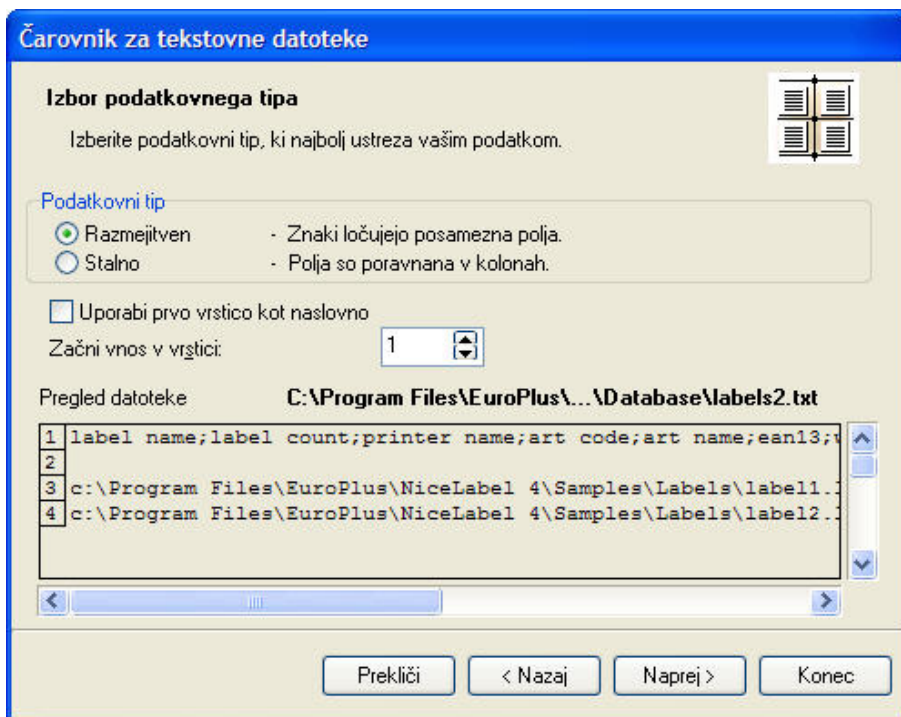 Čarovnik za tekstovne datoteke
Izbor podatkovnega tipa
Izberite podatkovni tip, ki najbolj ustreza vašim podatkom.
Podatkovni tip
Razmejitven - Znaki ločujejo posamezna polja.
Stalno - Polja so poravnana v kolonah.
Uporabi prvo vrstico kot naslovno
Začni vnos v vrstici: 1
Pregled datoteke C:\Program Files\EuroPlus\...\Database\labels2.txt
1 label name;label count;printer name;art code;art name;ean13;
2
3 c:\Program Files\EuroPlus\NiceLabel 4\Samples\Labels\label1.
4 c:\Program Files\EuroPlus\NiceLabel 4\Samples\Labels\label2.
Prekliči < Nazaj Naprej > Konec